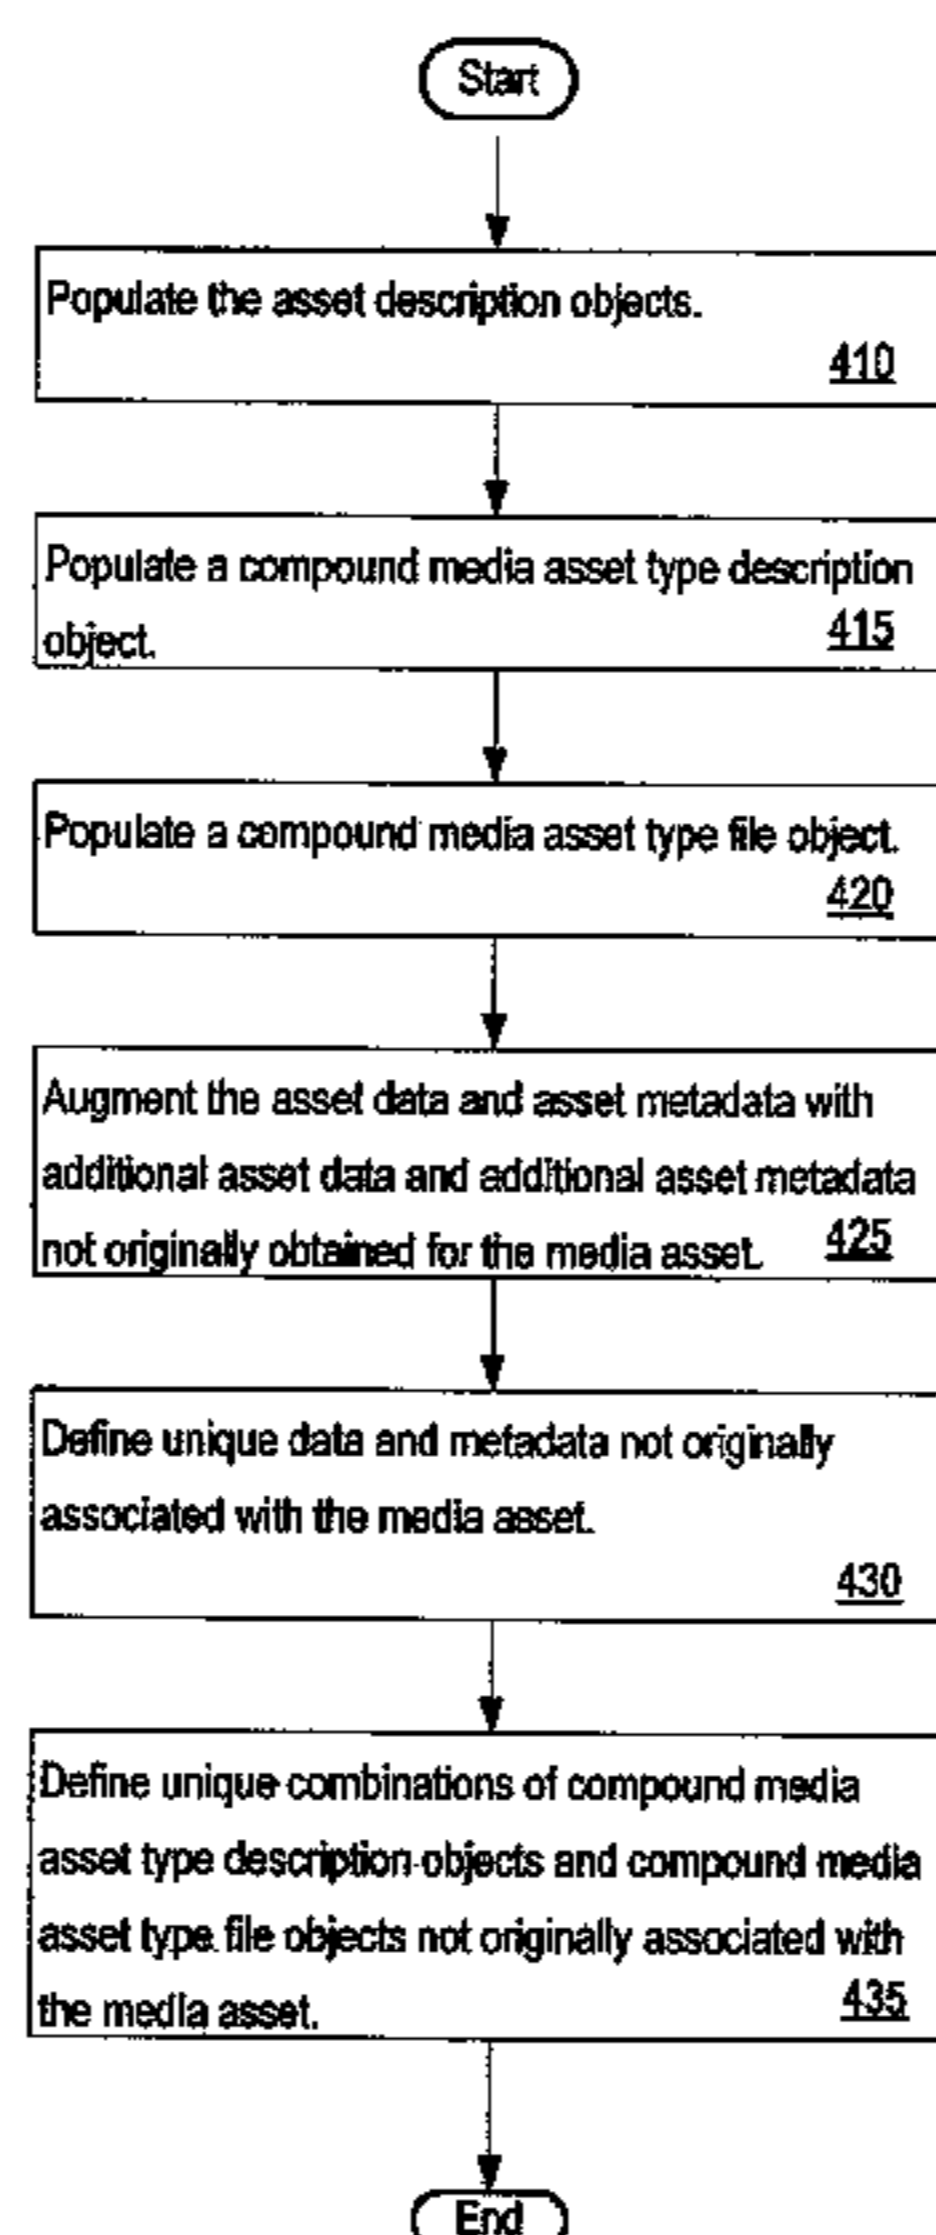 Start
Populate the asset description objects.
410
Populate a compound media asset type description
object.
415
Populate a compound media asset type file object.
420
Augment the asset data and asset metadata with
additional asset data and additional asset metadata
not originally obtained for the media asset.
425
Define unique data and metadata not originally
associated with the media asset.
430
Define unique combinations of compound media
asset type description objects and compound media
asset type file objects not originally associated with
the media asset.
435
End